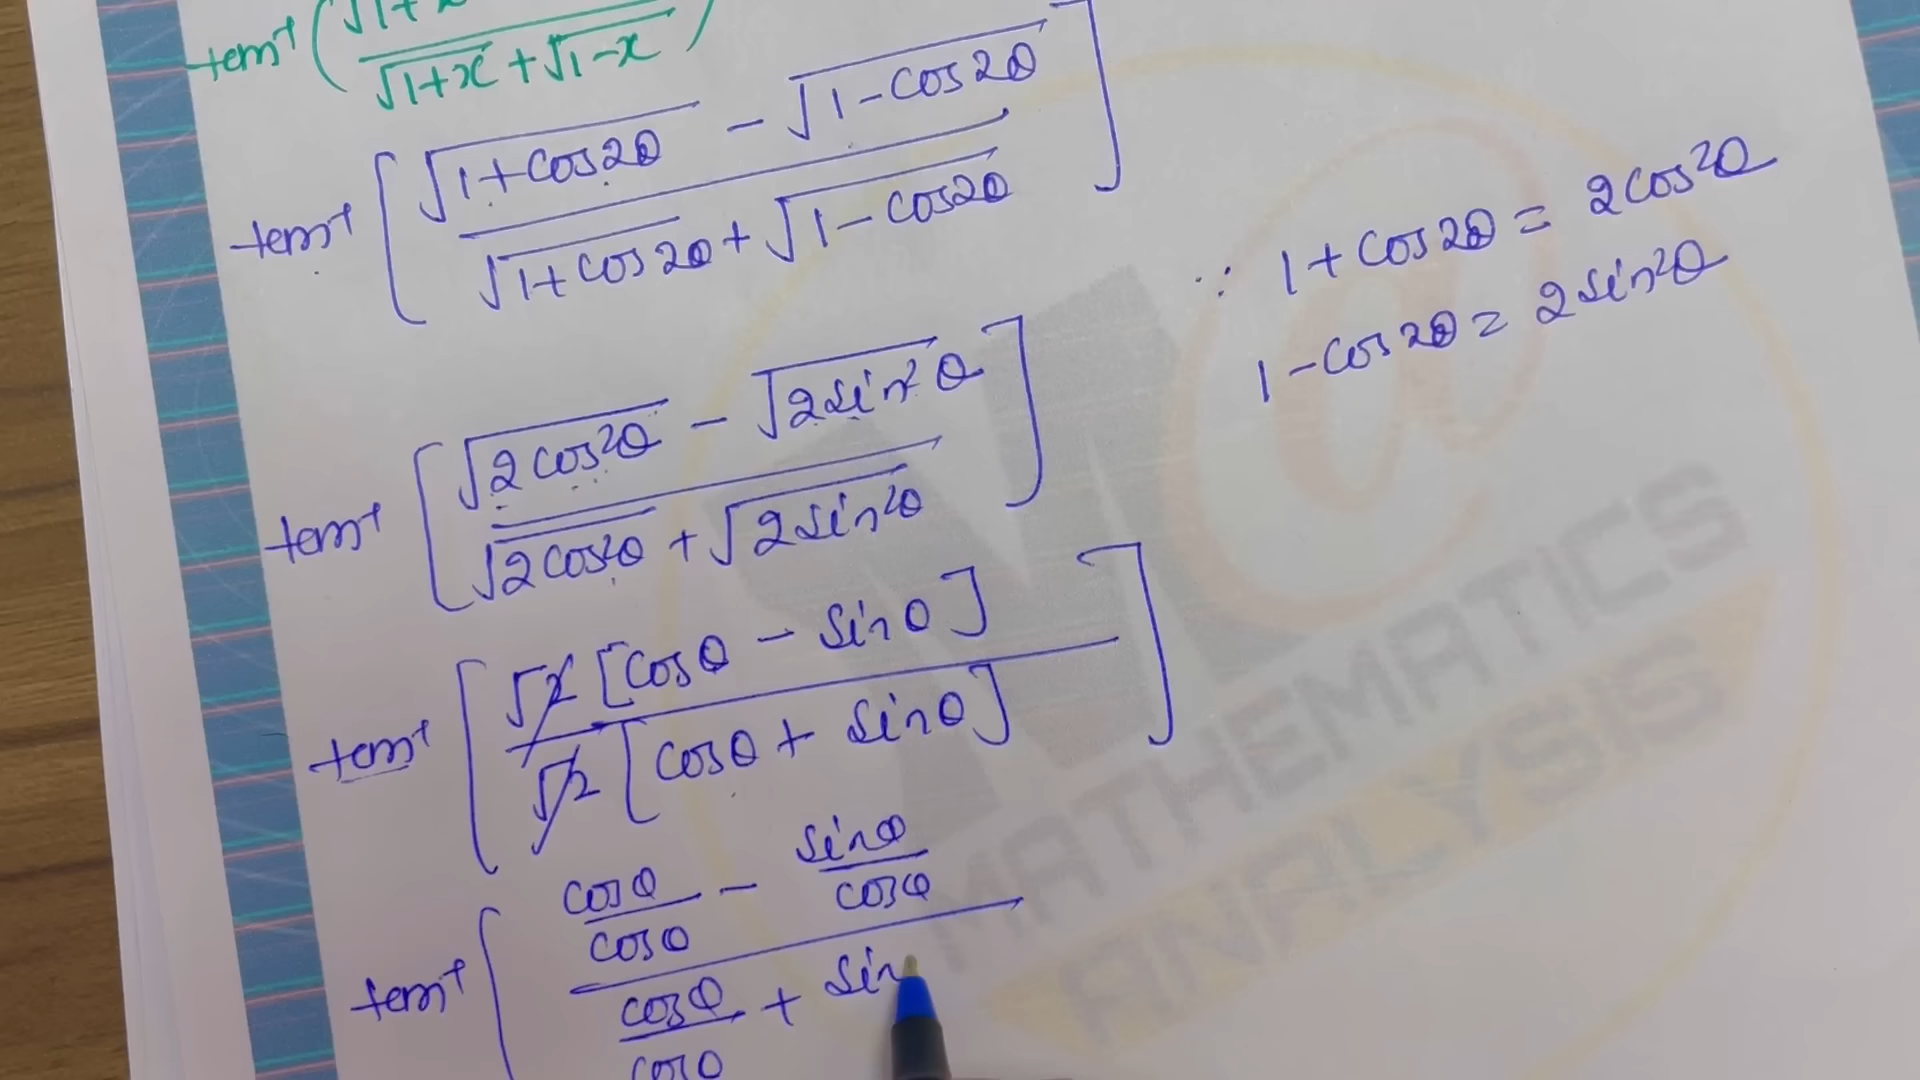 tan⁻¹ (√1+x
√1+x + √1-x )
tan⁻¹ [ √1+cos2θ - √1-cos2θ ]
√1+cos2θ + √1-cos2θ
∵ 1+cos2θ = 2cos²θ
1-cos2θ = 2sin²θ
tan⁻¹ [ √2cos²θ - √2sin²θ ]
√2cos²θ + √2sin²θ
tan⁻¹ [ √2 [cosθ - sinθ] ]
√2 [cosθ + sinθ]
tan⁻¹ [ cosθ/cosθ - sinθ/cosθ
cosθ/cosθ + sin
M@
MATHEMATICS
ANALYSIS